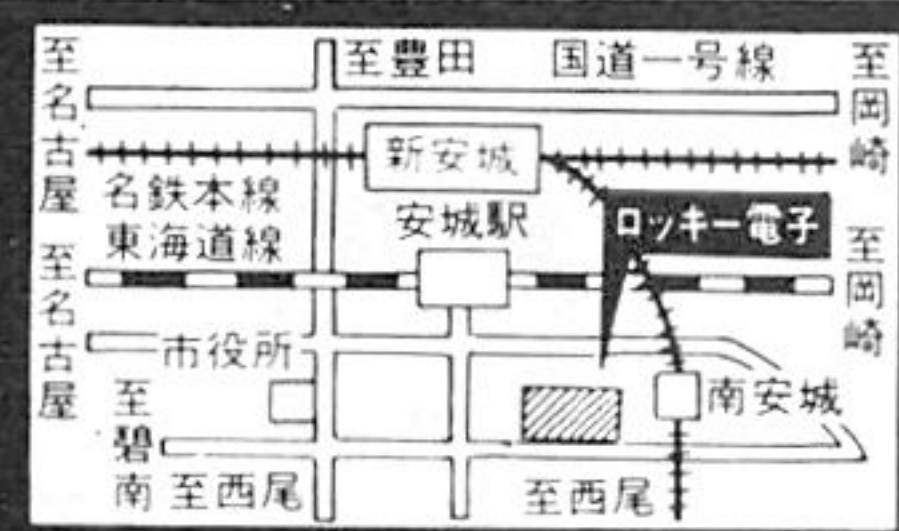 至名古屋
至豊田
国道一号線
至岡崎
新安城
名鉄本線
東海道線
安城駅
ロッキー電子
至名古屋
至岡崎
市役所
南安城
至碧南
至西尾
至西尾